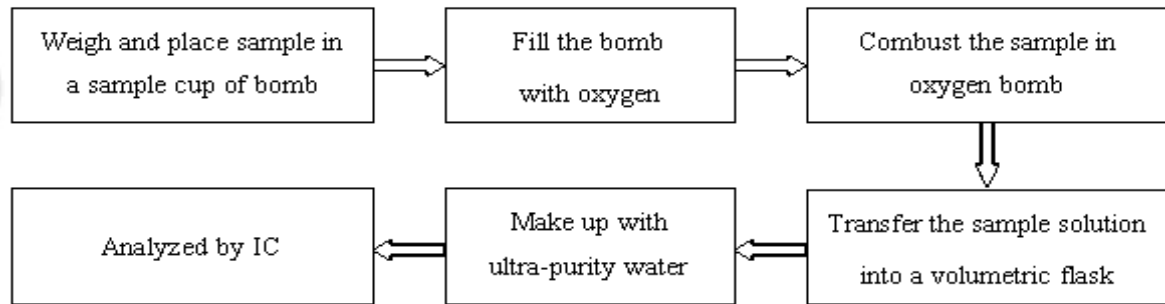 Weigh and place sample in
a sample cup of bomb
Fill the bomb
with oxygen
Combust the sample in
oxygen bomb
Transfer the sample solution
into a volumetric flask
Make up with
ultra-purity water
Analyzed by IC